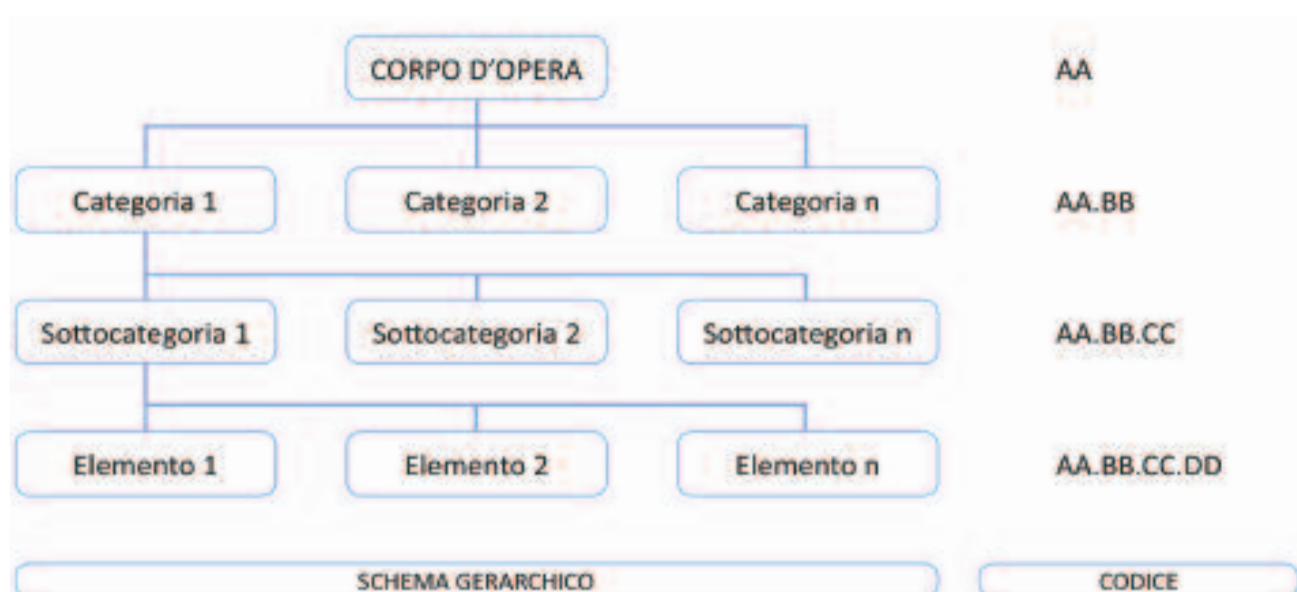 CORPO D'OPERA AA
Categoria 1 Categoria 2 Categoria n AA.BB
Sottocategoria 1 Sottocategoria 2 Sottocategoria n AA.BB.CC
Elemento 1 Elemento 2 Elemento n AA.BB.CC.DD
SCHEMA GERARCHICO CODICE